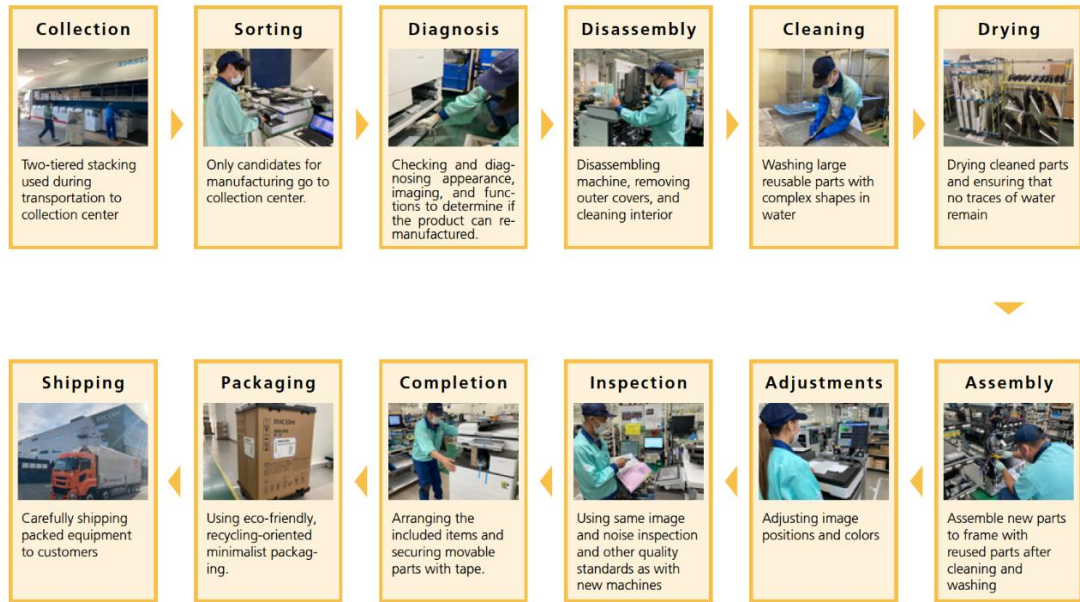 Collection
Two-tiered stacking
used during
transportation to
collection center
Sorting
Only candidates for
manufacturing go to
collection center.
Diagnosis
Checking and diag-
nosing appearance,
imaging, and func-
tions to determine if
the product can re-
manufactured.
Disassembly
Disassembling
machine, removing
outer covers, and
cleaning interior
Cleaning
Washing large
reusable parts with
complex shapes in
water
Drying
Drying cleaned parts
and ensuring that
no traces of water
remain
Assembly
Assemble new parts
to frame with
reused parts after
cleaning and
washing
Adjustments
Adjusting image
positions and colors
Inspection
Using same image
and noise inspection
and other quality
standards as with
new machines
Completion
Arranging the
included items and
securing movable
parts with tape.
Packaging
RICOH
Using eco-friendly,
recycling-oriented
minimalist packag-
ing.
Shipping
RICOH
Carefully shipping
packed equipment
to customers